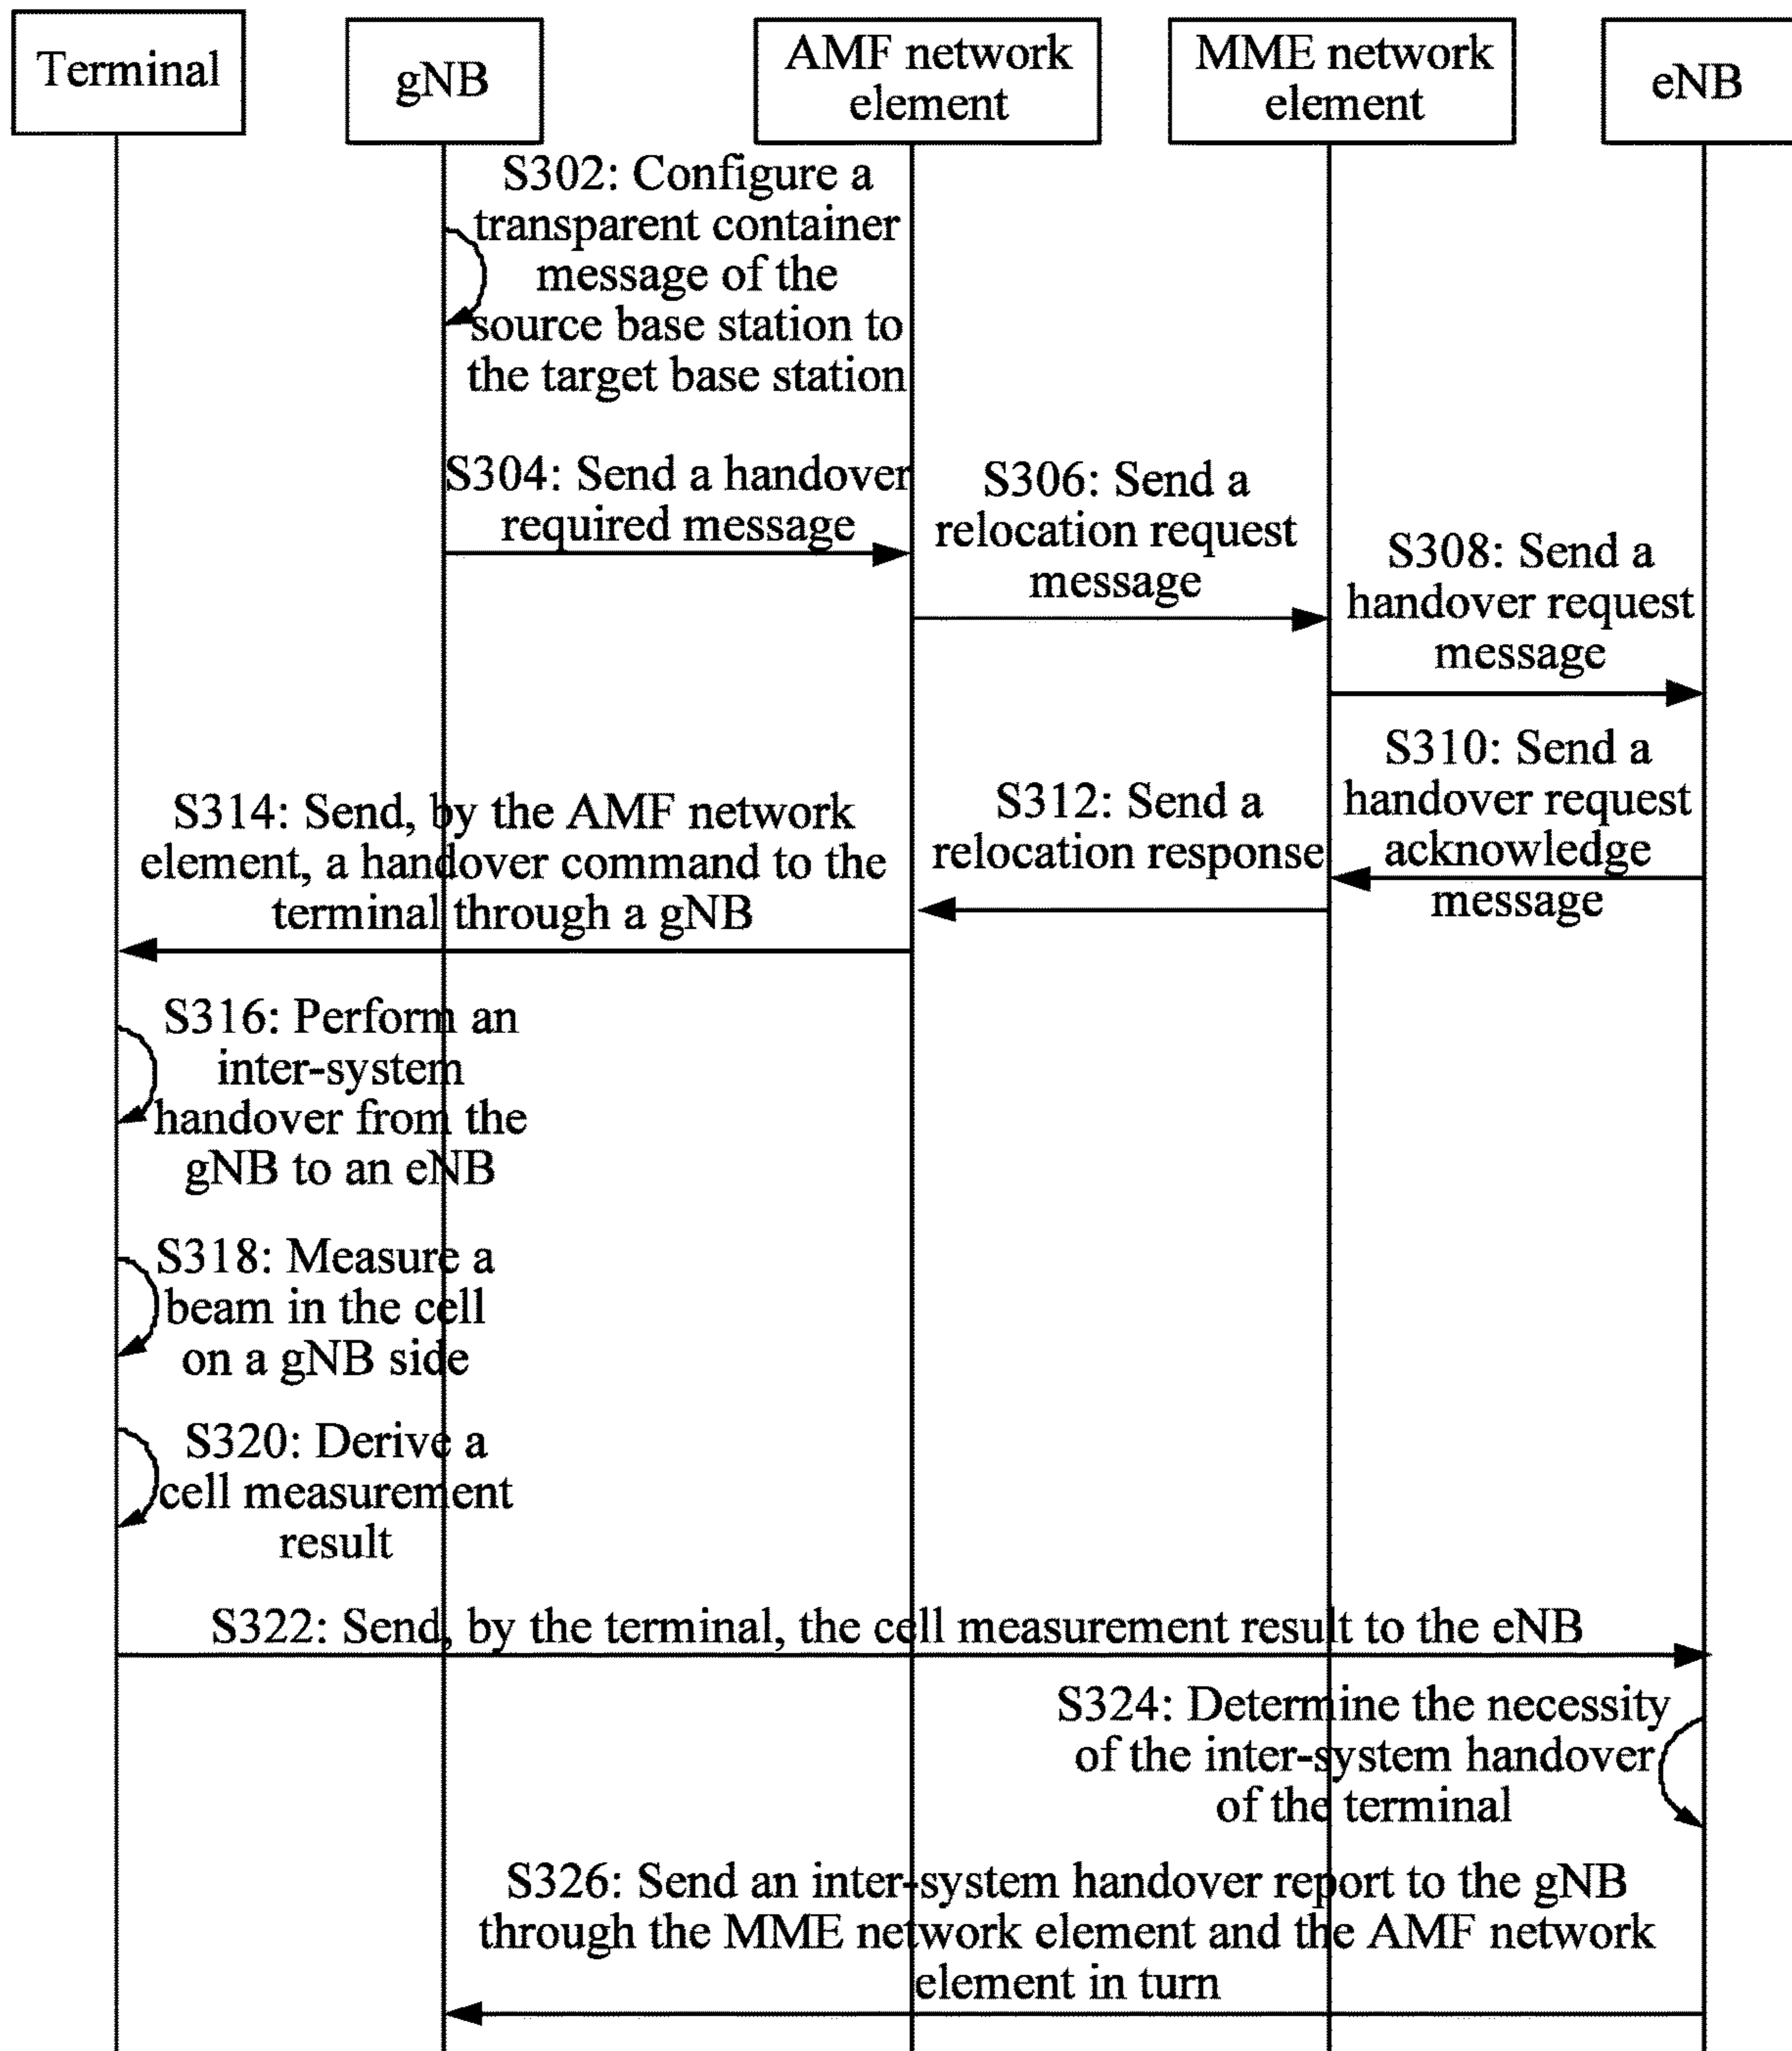 Terminal
gNB
AMF network
element
MME network
element
eNB
S302: Configure a
transparent container
message of the
source base station to
the target base station
S304: Send a handover
required message
S306: Send a
relocation request
message
S308: Send a
handover request
message
S310: Send a
handover request
acknowledge
message
S312: Send a
relocation response
S314: Send, by the AMF network
element, a handover command to the
terminal through a gNB
S316: Perform an
inter-system
handover from the
gNB to an eNB
S318: Measure a
beam in the cell
on a gNB side
S320: Derive a
cell measurement
result
S322: Send, by the terminal, the cell measurement result to the eNB
S324: Determine the necessity
of the inter-system handover
of the terminal
S326: Send an inter-system handover report to the gNB
through the MME network element and the AMF network
element in turn